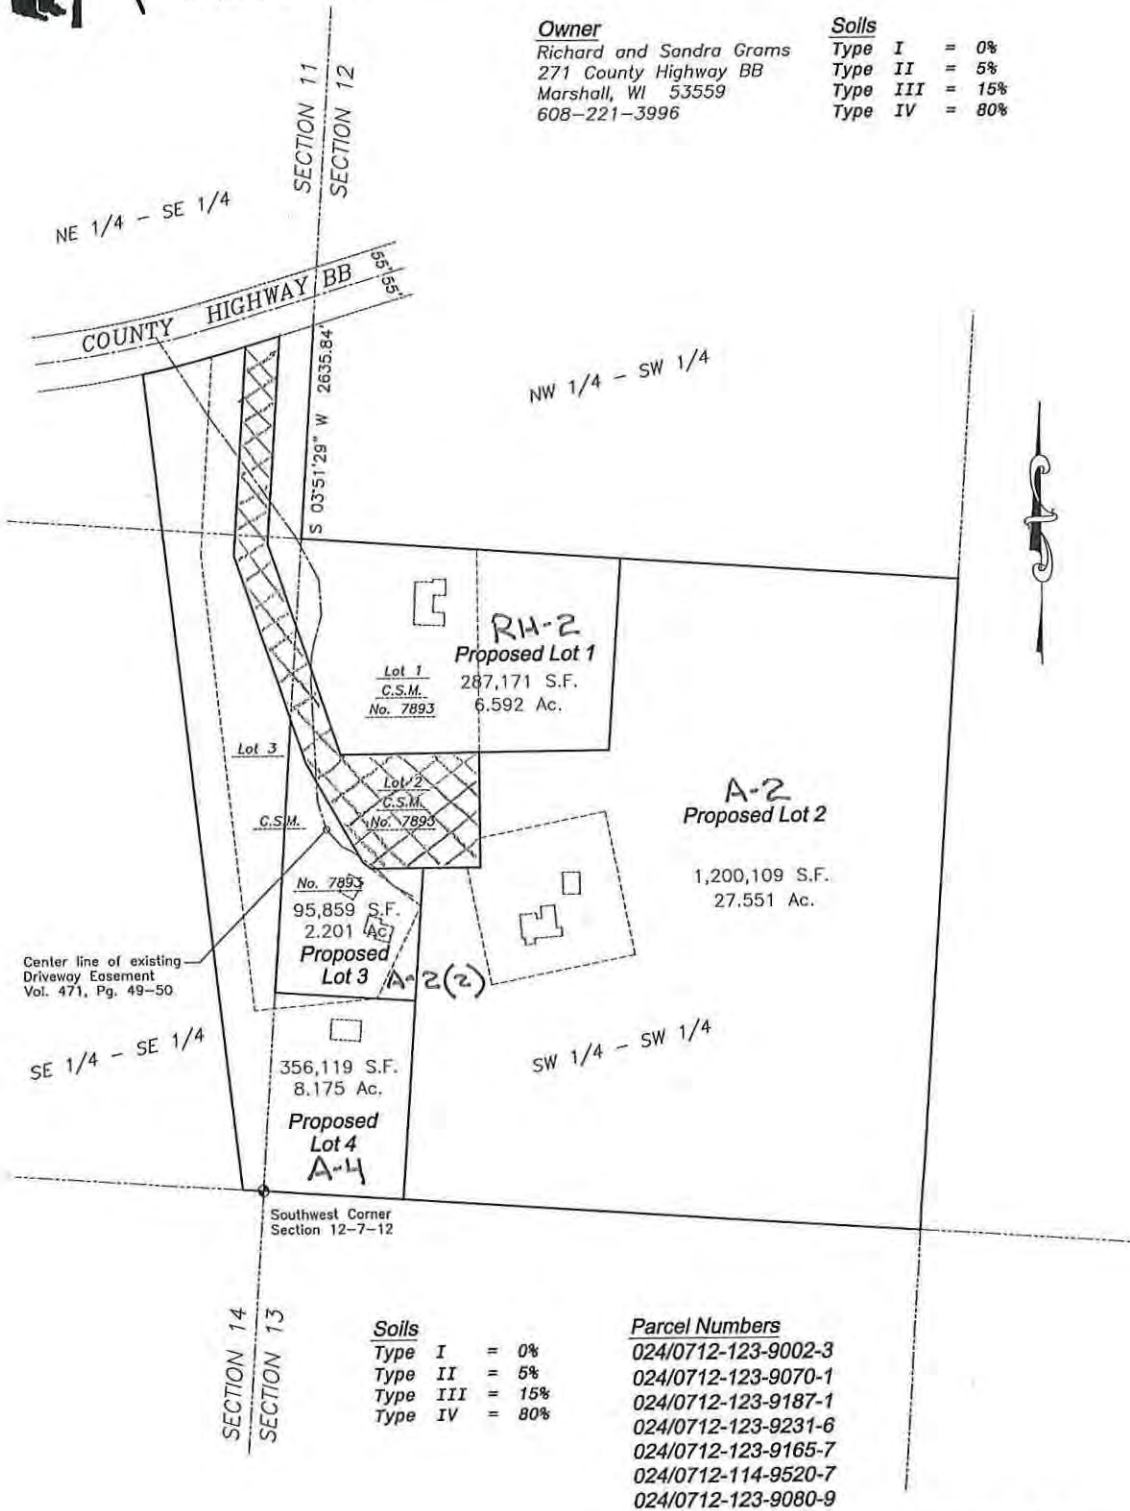 Owner
Richard and Sandra Grams
271 County Highway BB
Marshall, WI 53559
608-221-3996
Soils
Type I = 0%
Type II = 5%
Type III = 15%
Type IV = 80%
SECTION 11
SECTION 12
NE 1/4 - SE 1/4
COUNTY HIGHWAY BB
55' 55'
S 03°51'29" W 2635.84'
NW 1/4 - SW 1/4
RH-2
Proposed Lot 1
287,171 S.F.
6.592 Ac.
Lot 1
C.S.M.
No. 7893
Lot 3
C.S.M.
No. 7893
Lot 2
C.S.M.
No. 7893
A-2
Proposed Lot 2
1,200,109 S.F.
27.551 Ac.
95,859 S.F.
2.201 Ac.
Proposed
Lot 3
A-2(2)
Center line of existing
Driveway Easement
Vol. 471, Pg. 49-50
SE 1/4 - SE 1/4
SW 1/4 - SW 1/4
356,119 S.F.
8.175 Ac.
Proposed
Lot 4
A-4
Southwest Corner
Section 12-7-12
SECTION 14
SECTION 13
Soils
Type I = 0%
Type II = 5%
Type III = 15%
Type IV = 80%
Parcel Numbers
024/0712-123-9002-3
024/0712-123-9070-1
024/0712-123-9187-1
024/0712-123-9231-6
024/0712-123-9165-7
024/0712-114-9520-7
024/0712-123-9080-9